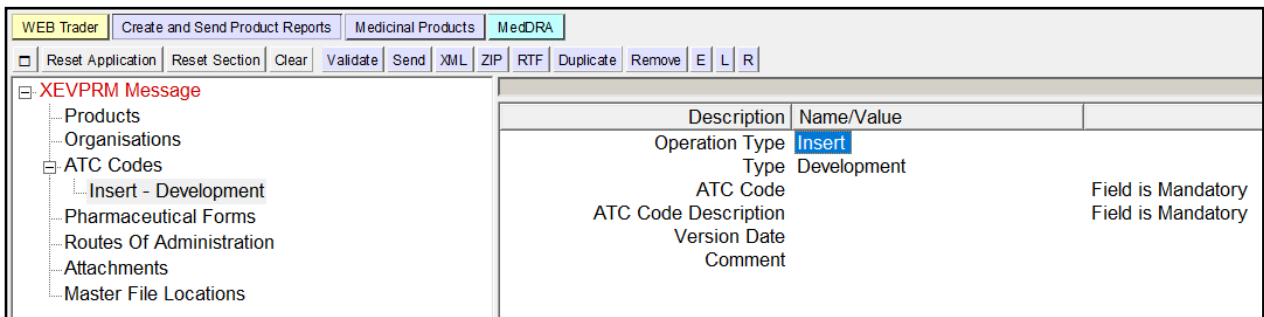 WEB Trader Create and Send Product Reports Medicinal Products MedDRA
Reset Application Reset Section Clear Validate Send XML ZIP RTF Duplicate Remove E L R
XEVPRM Message
Products
Organisations
ATC Codes
Insert - Development
Pharmaceutical Forms
Routes Of Administration
Attachments
Master File Locations
Description Name/Value
Operation Type Insert
Type Development
ATC Code Field is Mandatory
ATC Code Description Field is Mandatory
Version Date
Comment